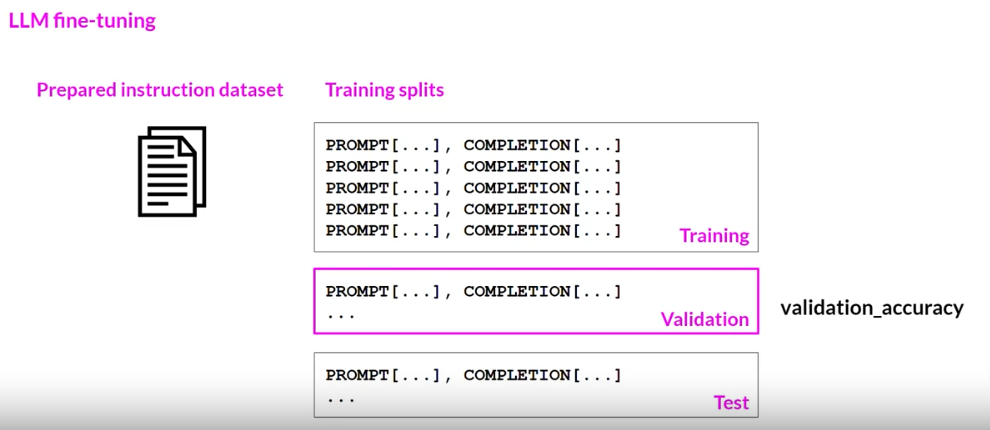 LLM fine-tuning
Prepared instruction dataset
Training splits
PROMPT[...], COMPLETION[...]
PROMPT[...], COMPLETION[...]
PROMPT[...], COMPLETION[...]
PROMPT[...], COMPLETION[...]
PROMPT[...], COMPLETION[...]
Training
PROMPT[...], COMPLETION[...]
...
Validation
validation_accuracy
PROMPT[...], COMPLETION[...]
...
Test